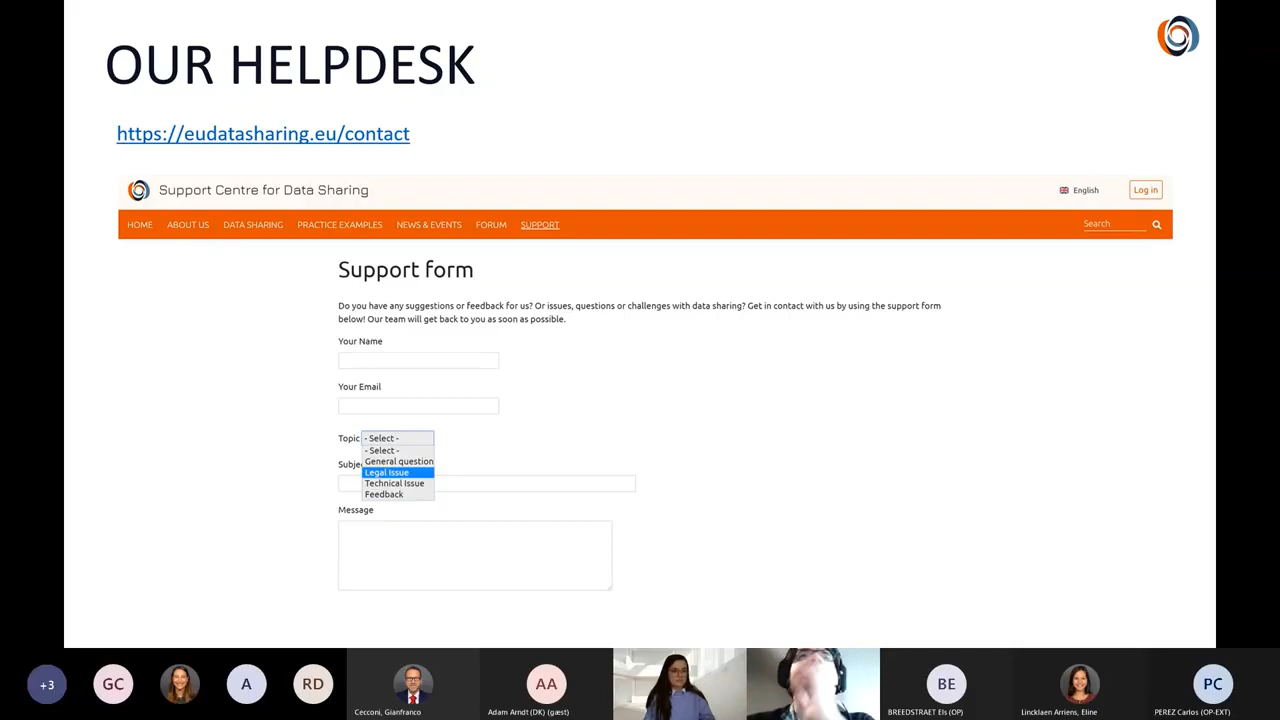 OUR HELPDESK
https://eudatasharing.eu/contact
Support Centre for Data Sharing
English
Log in
HOME ABOUT US DATA SHARING PRACTICE EXAMPLES NEWS & EVENTS FORUM SUPPORT
Search
Support form
Do you have any suggestions or feedback for us? Or issues, questions or challenges with data sharing? Get in contact with us by using the support form
below! Our team will get back to you as soon as possible.
Your Name
Your Email
Topic - Select -
- Select -
General question
Subje
Legal Issue
Technical Issue
Feedback
Message
+3 GC A RD AA BE PC
Cecconi, Gianfranco
Adam Arndt (DK) (gæst)
BREEDSTRAET Els (OP)
Lincklaen Arriens, Eline
PEREZ Carlos (OP-EXT)